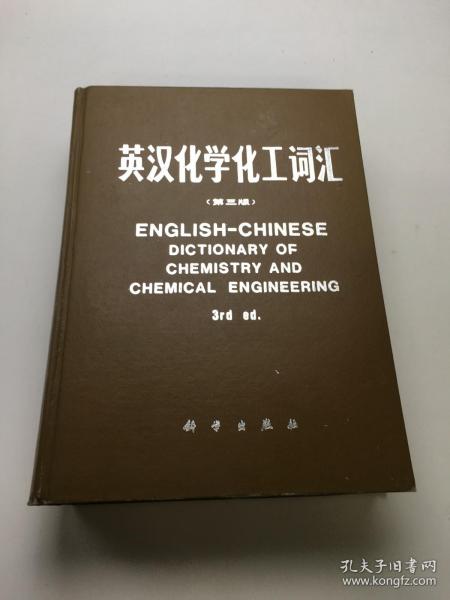 英汉化学化工词汇
（第三版）
ENGLISH-CHINESE
DICTIONARY OF
CHEMISTRY AND
CHEMICAL ENGINEERING
3rd ed.
科学出版社
孔夫子旧书网
www.kongfz.com